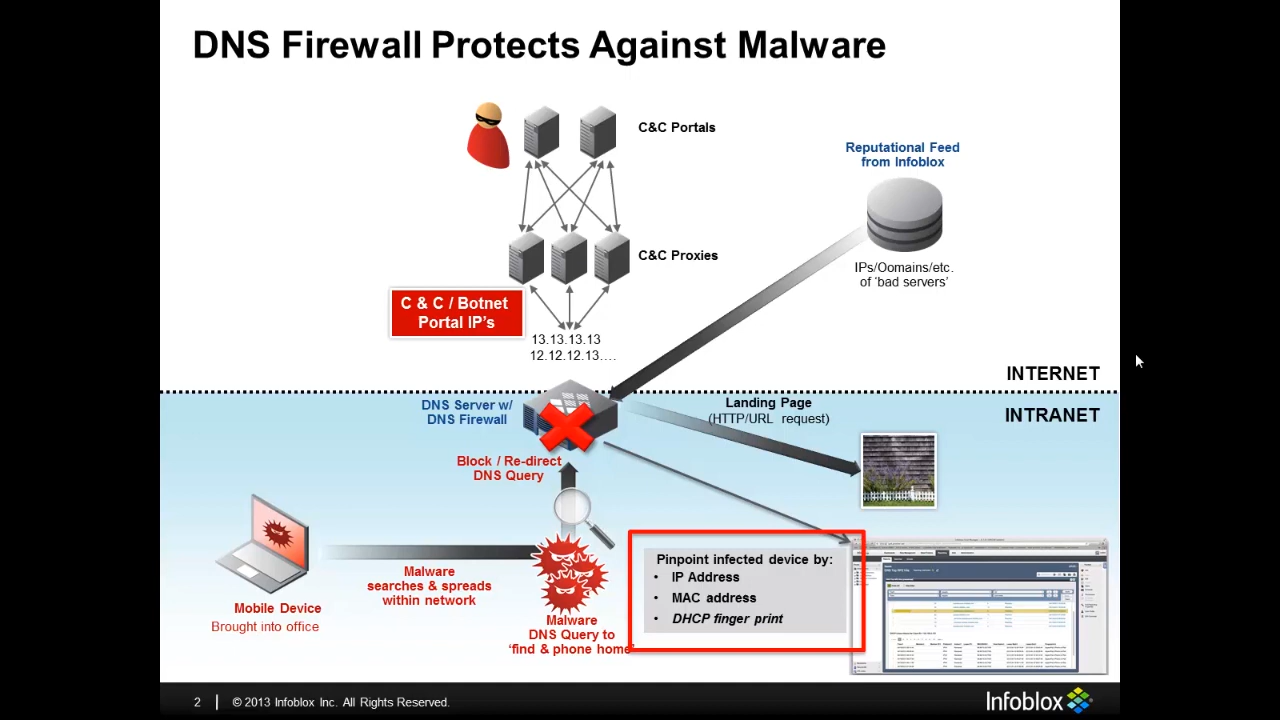 DNS Firewall Protects Against Malware
C&C Portals
Reputational Feed
from Infoblox
C&C Proxies
IPs/Oomains/etc.
of ‘bad servers’
C & C / Botnet
Portal IP’s
13.13.13.13
12.12.12.13....
INTERNET
INTRANET
DNS Server w/
DNS Firewall
Landing Page
(HTTP/URL request)
Block / Re-direct
DNS Query
Malware
searches & spreads
within network
Mobile Device
Brought into office
Malware
DNS Query to
‘find & phone home’
Pinpoint infected device by:
• IP Address
• MAC address
• DHCP finger print
2 | © 2013 Infoblox Inc. All Rights Reserved.
Infoblox